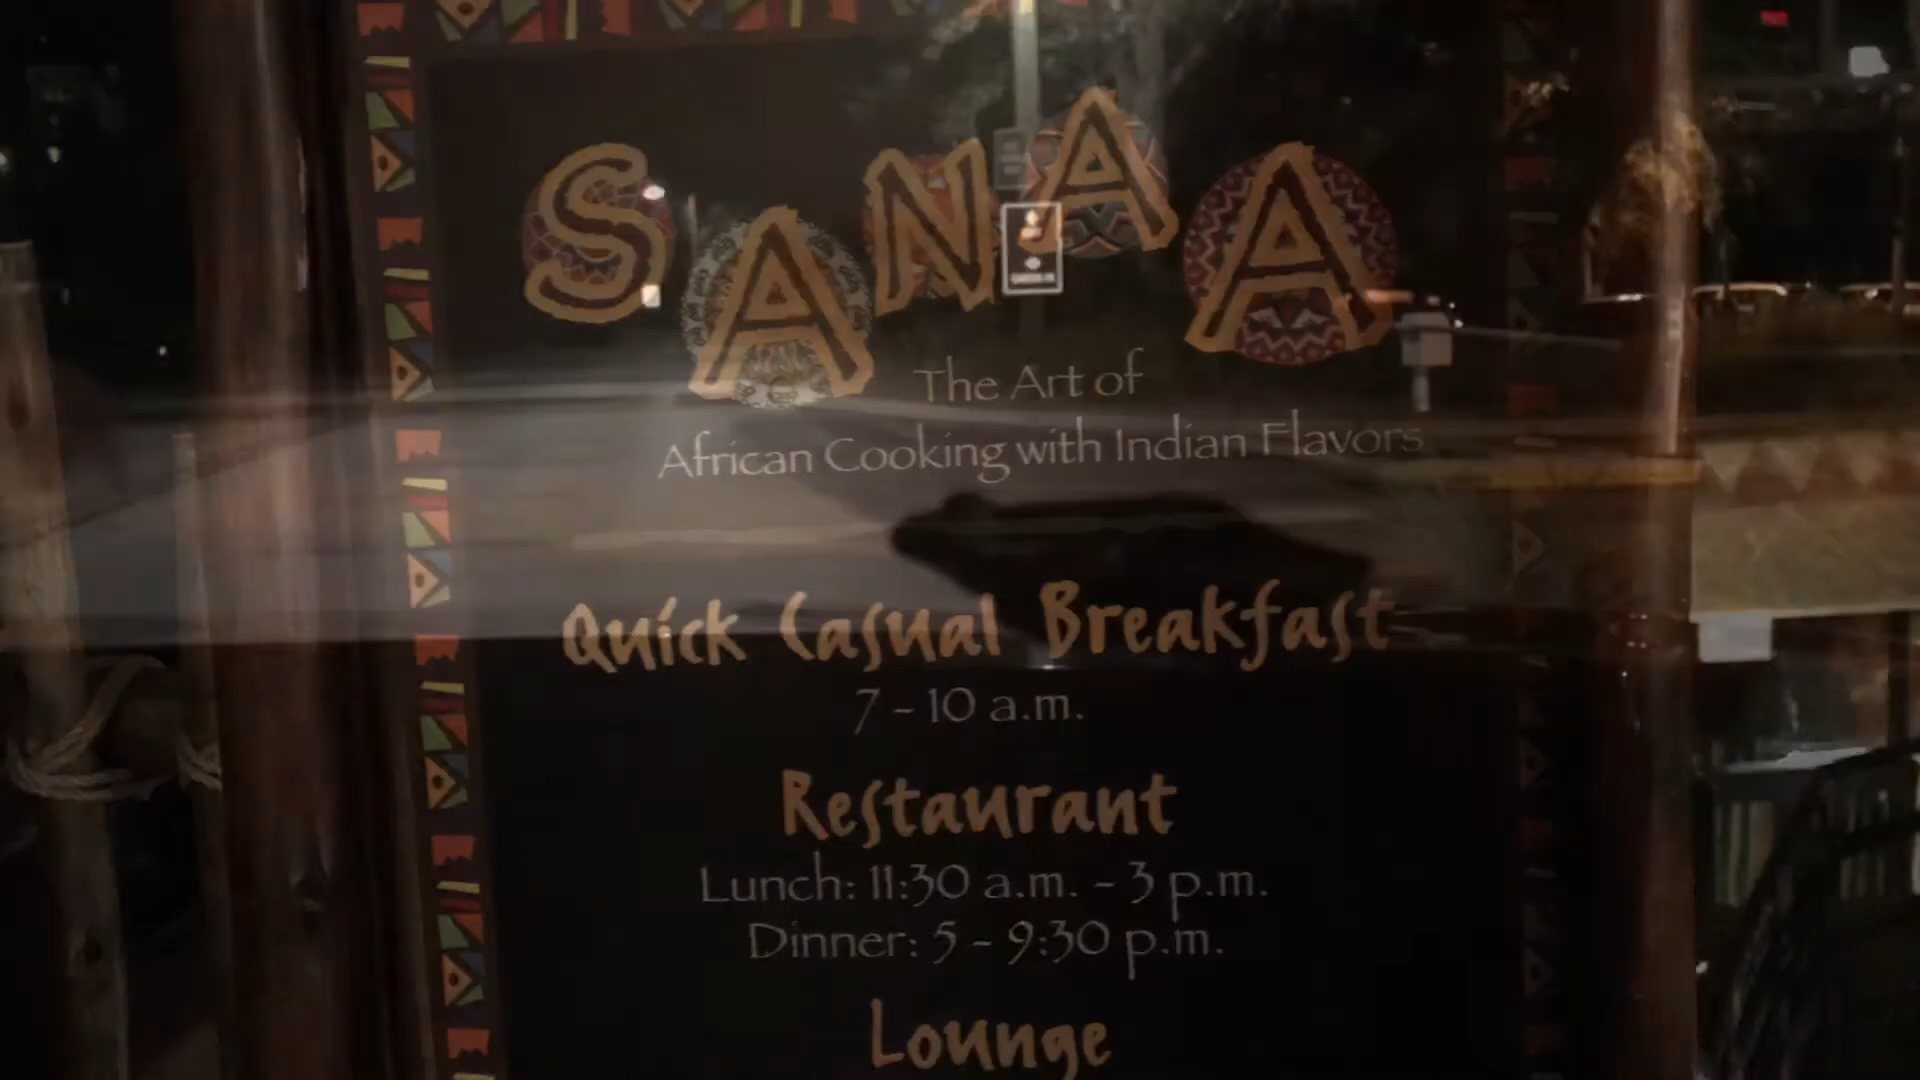 SANAA
The Art of
African Cooking with Indian Flavors
Quick Casual Breakfast
7 - 10 a.m.
Restaurant
Lunch: 11:30 a.m. - 3 p.m.
Dinner: 5 - 9:30 p.m.
Lounge